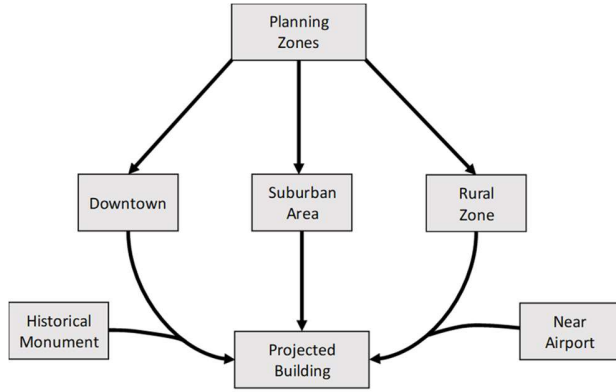 Planning
Zones
Downtown
Suburban
Area
Rural
Zone
Historical
Monument
Projected
Building
Near
Airport